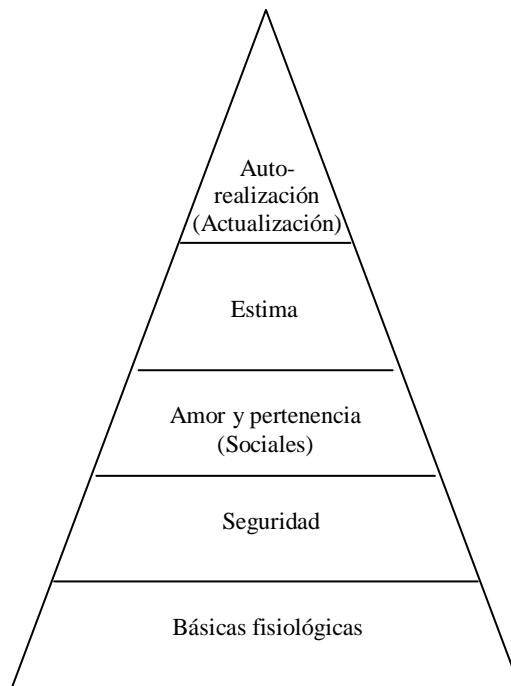 Auto-
realización
(Actualización)
Estima
Amor y pertenencia
(Sociales)
Seguridad
Básicas fisiológicas